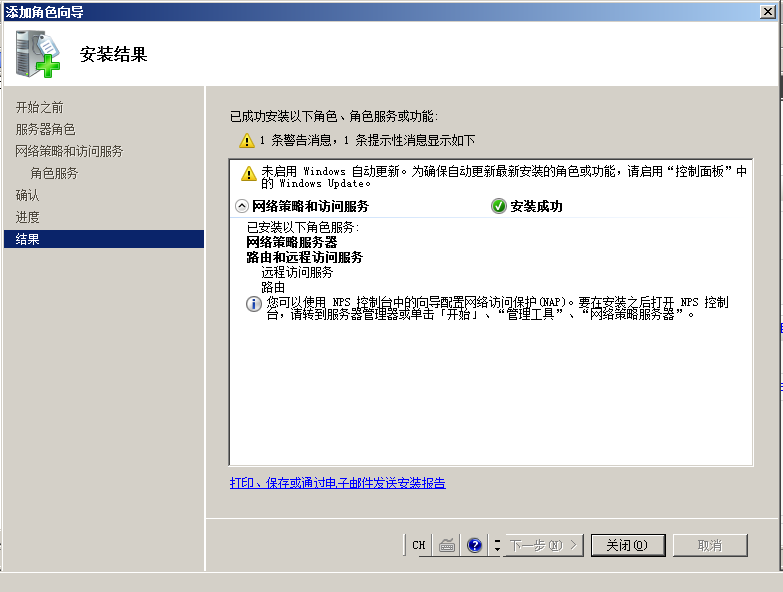 添加角色向导
安装结果
开始之前
服务器角色
网络策略和访问服务
角色服务
确认
进度
结果
已成功安装以下角色、角色服务或功能:
1 条警告消息，1 条提示性消息显示如下
未启用 Windows 自动更新。为确保自动更新最新安装的角色或功能，请启用“控制面板”中
的 Windows Update。
网络策略和访问服务 安装成功
已安装以下角色服务:
网络策略服务器
路由和远程访问服务
远程访问服务
路由
您可以使用 NPS 控制台中的向导配置网络访问保护(NAP)。要在安装之后打开 NPS 控制
台，请转到服务器管理器或单击「开始」、“管理工具”、“网络策略服务器”。
打印、保存或通过电子邮件发送安装报告
CH 下一步(N) > 关闭(O) 取消